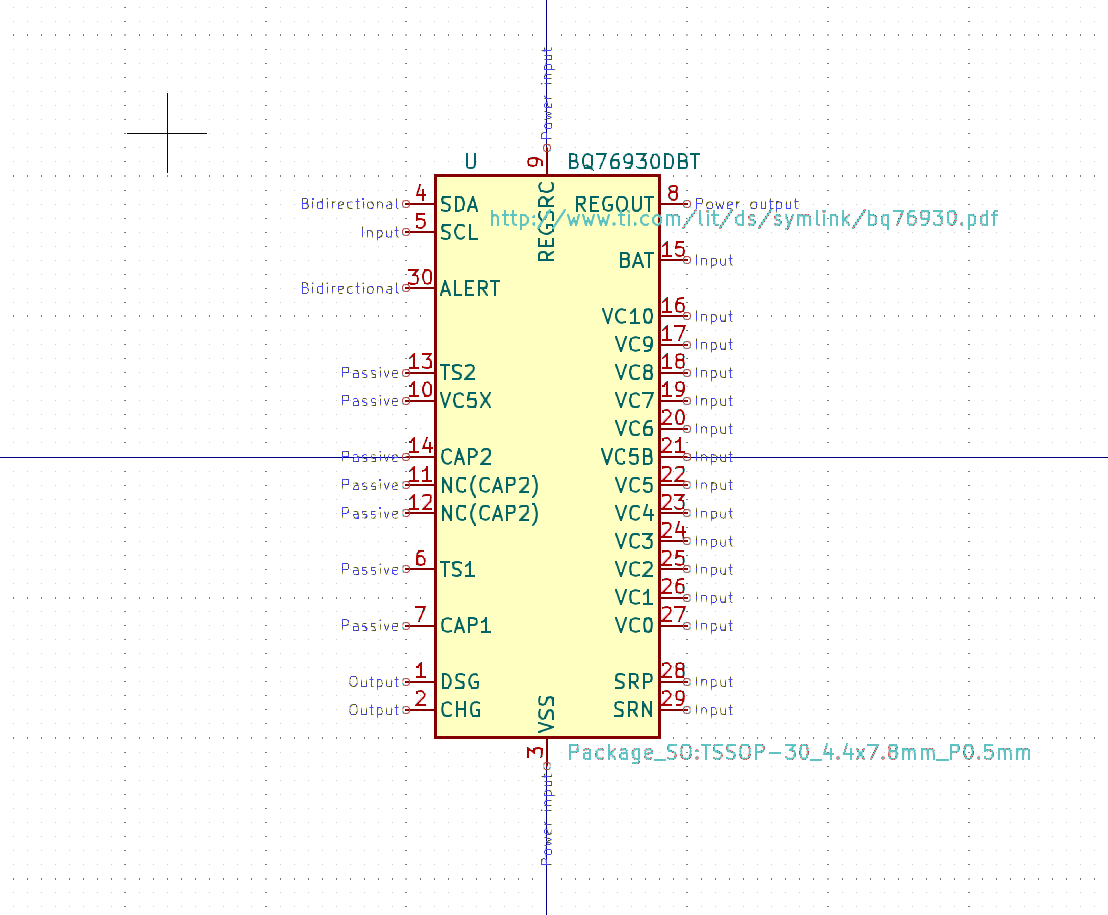 Power input
9
U BQ76930DBT
REGSRC
Bidirectional 4 SDA REGOUT 8 Power output
http://www.ti.com/lit/ds/symlink/bq76930.pdf
Input 5 SCL
BAT 15 Input
Bidirectional 30 ALERT
VC10 16 Input
VC9 17 Input
Passive 13 TS2 VC8 18 Input
Passive 10 VC5X VC7 19 Input
VC6 20 Input
Passive 14 CAP2 VC5B 21 Input
Passive 11 NC(CAP2) VC5 22 Input
Passive 12 NC(CAP2) VC4 23 Input
VC3 24 Input
Passive 6 TS1 VC2 25 Input
VC1 26 Input
Passive 7 CAP1 VC0 27 Input
Output 1 DSG SRP 28 Input
Output 2 CHG SRN 29 Input
VSS
3
Package_SO:TSSOP-30_4.4x7.8mm_P0.5mm
Power input